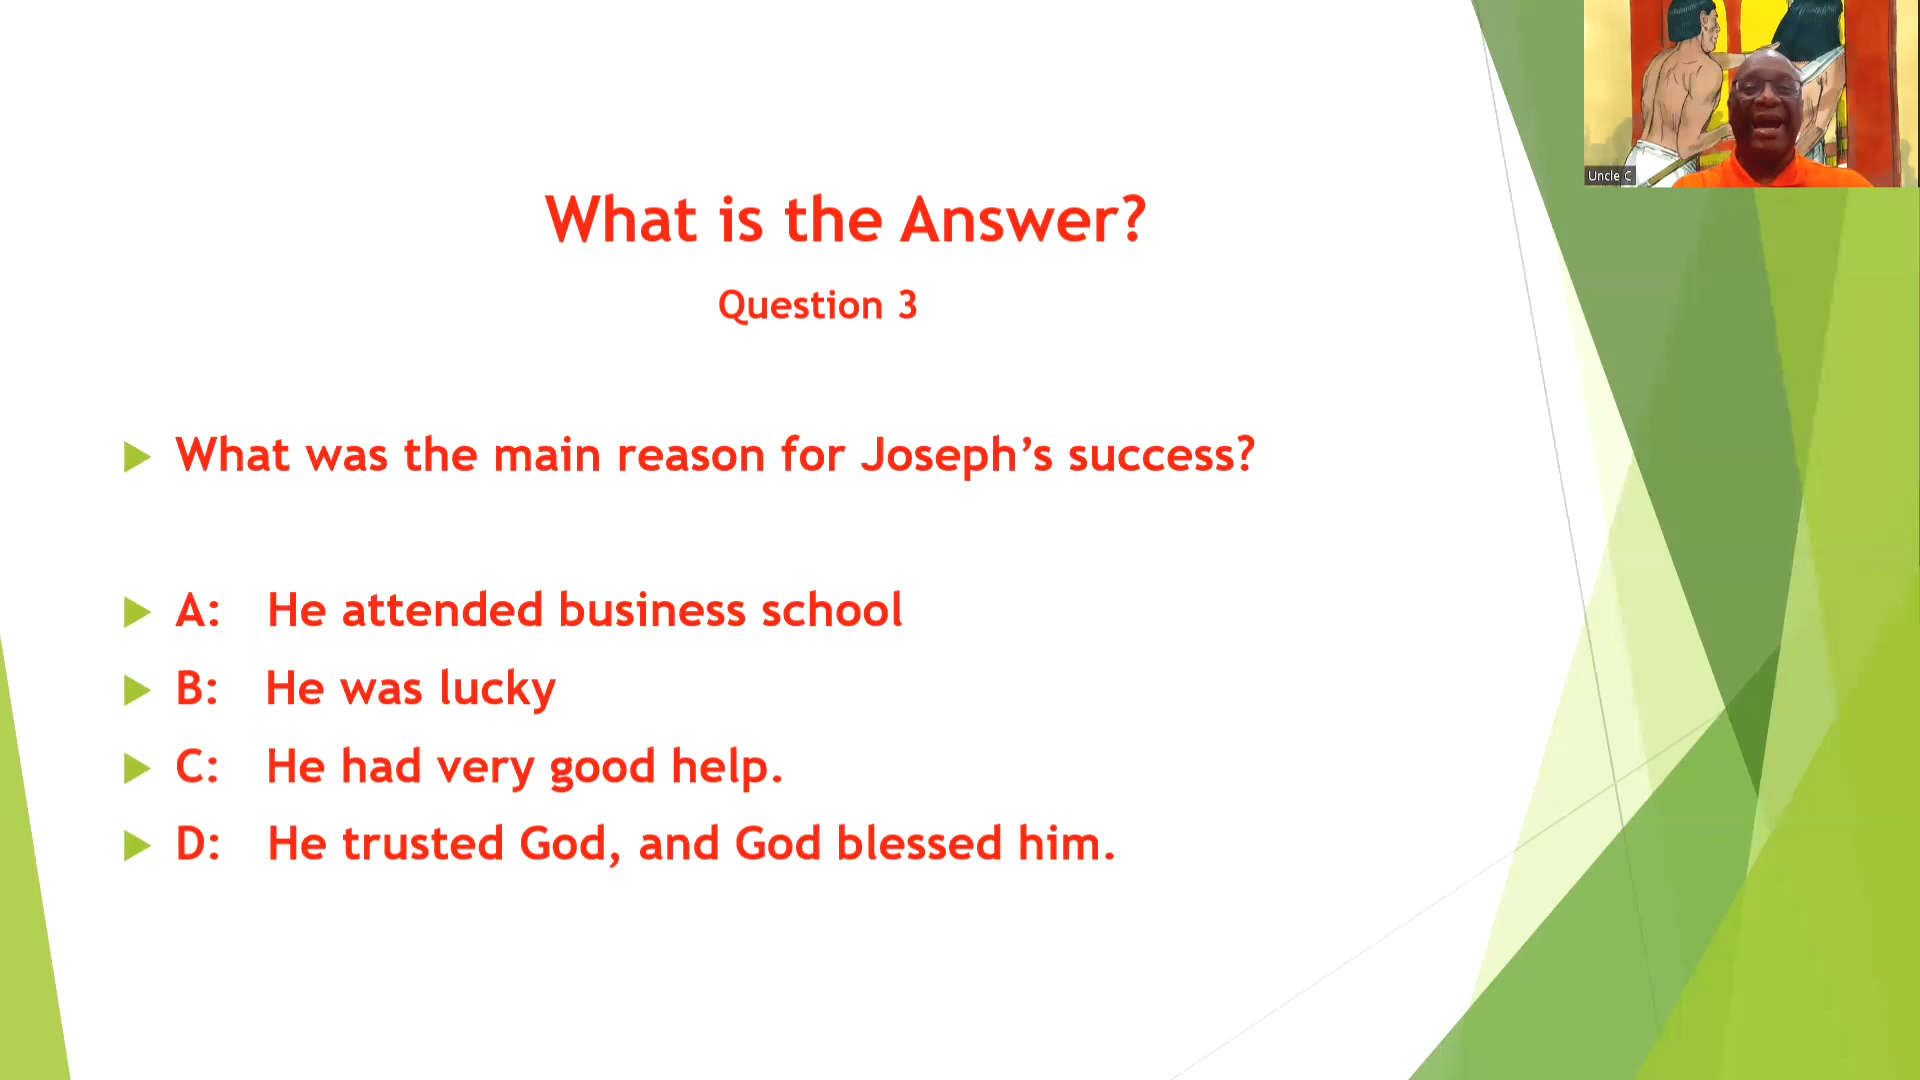 Uncle C
What is the Answer?
Question 3
What was the main reason for Joseph’s success?
A: He attended business school
B: He was lucky
C: He had very good help.
D: He trusted God, and God blessed him.